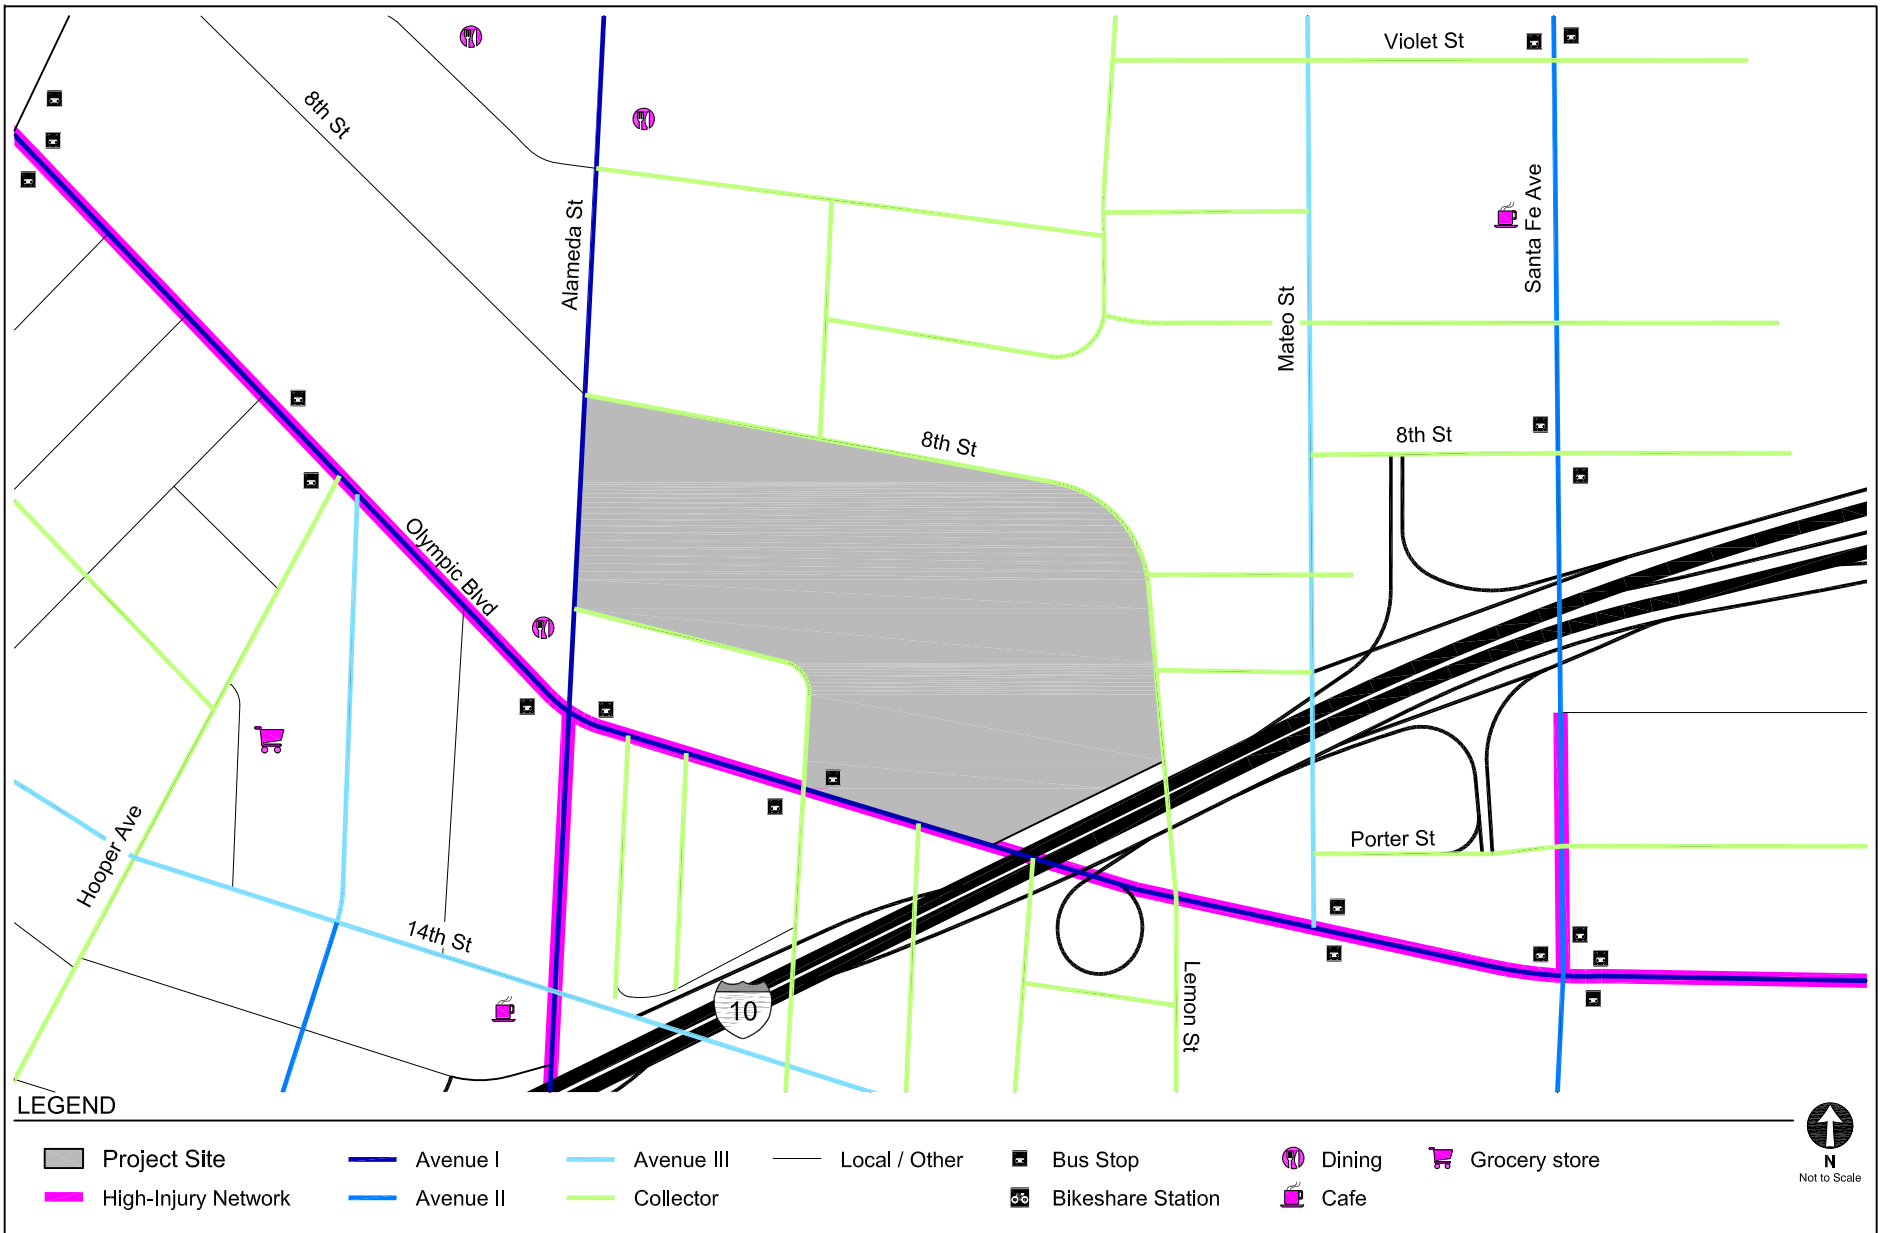 Violet St
8th St
Alameda St
Santa Fe Ave
Mateo St
8th St
8th St
Olympic Blvd
Hooper Ave
Porter St
14th St
Lemon St
10
LEGEND
Project Site
Avenue I
Avenue III
Local / Other
Bus Stop
Dining
Grocery store
High-Injury Network
Avenue II
Collector
Bikeshare Station
Cafe
N
Not to Scale